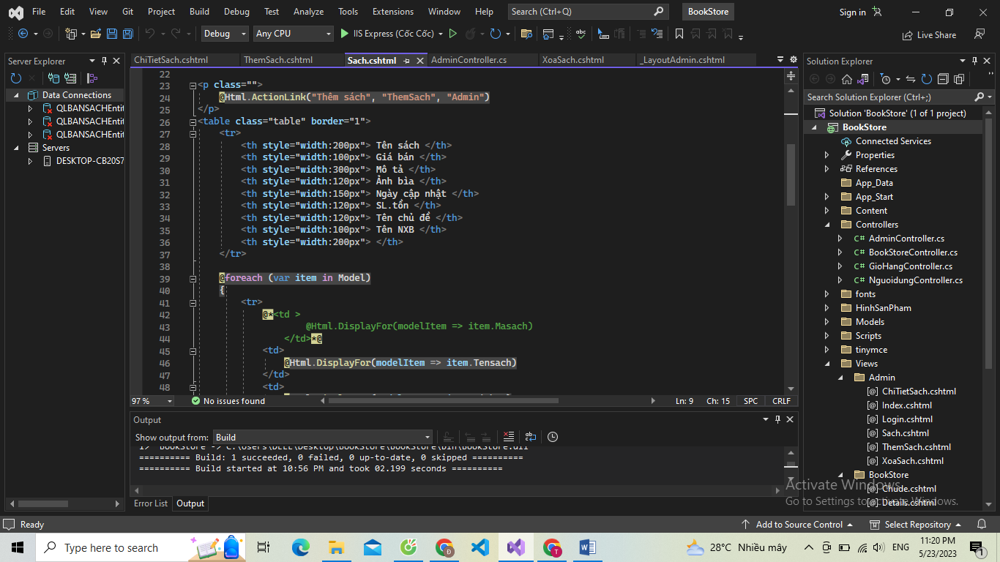 File Edit View Git Project Build Debug Test Analyze Tools Extensions Window Help Search (Ctrl+Q) BookStore Sign in
Debug Any CPU IIS Express (Cốc Cốc) Live Share
Server Explorer
Data Connections
QLBANSACHEntit
QLBANSACHEntit
QLBANSACHEntit
Servers
DESKTOP-CB20S7
ChiTietSach.cshtml ThemSach.cshtml Sach.cshtml AdminController.cs XoaSach.cshtml _LayoutAdmin.cshtml
22
23 <p class="">
24 @Html.ActionLink("Thêm sách", "ThemSach", "Admin")
25 </p>
26 <table class="table" border="1">
27 <tr>
28 <th style="width:200px"> Tên sách </th>
29 <th style="width:100px"> Giá bán </th>
30 <th style="width:300px"> Mô tả </th>
31 <th style="width:120px"> Ảnh bìa </th>
32 <th style="width:150px"> Ngày cập nhật </th>
33 <th style="width:120px"> SL.tồn </th>
34 <th style="width:120px"> Tên chủ đề </th>
35 <th style="width:100px"> Tên NXB </th>
36 <th style="width:200px"> </th>
37 </tr>
38
39 @foreach (var item in Model)
40 {
41 <tr>
42 @*<td >
43 @Html.DisplayFor(modelItem => item.Masach)
44 </td>*@
45 <td>
46 @Html.DisplayFor(modelItem => item.Tensach)
47 </td>
48 <td>
97 % No issues found Ln: 9 Ch: 15 SPC CRLF
Output
Show output from: Build
1> BookStore -> C:\Users\DELL\Desktop\BookStore\BookStore\bin\BookStore.dll
========== Build: 1 succeeded, 0 failed, 0 up-to-date, 0 skipped ==========
========== Build started at 10:56 PM and took 02.199 seconds ==========
Error List Output
Solution Explorer
Search Solution Explorer (Ctrl+;)
Solution 'BookStore' (1 of 1 project)
BookStore
Connected Services
Properties
References
App_Data
App_Start
Content
Controllers
C# AdminController.cs
C# BookStoreController.cs
C# GioHangController.cs
C# NguoidungController.cs
fonts
HinhSanPham
Models
Scripts
tinymce
Views
Admin
[@] ChiTietSach.cshtml
[@] Index.cshtml
[@] Login.cshtml
[@] Sach.cshtml
[@] ThemSach.cshtml
[@] XoaSach.cshtml
BookStore
[@] Chude.cshtml
[@] Details.cshtml
Activate Windows
Go to Settings to activate Windows.
Ready Add to Source Control Select Repository
Type here to search 28°C Nhiều mây ENG 11:20 PM
5/23/2023 1